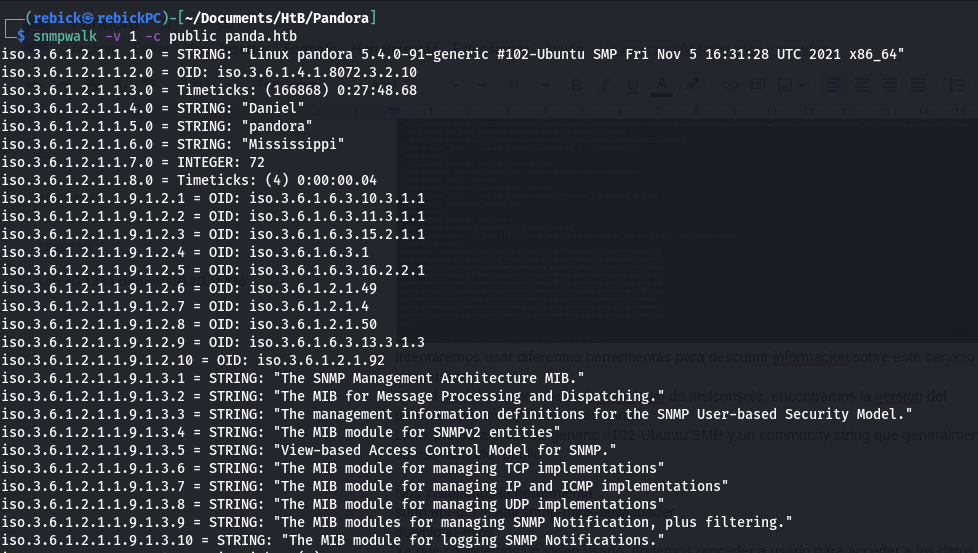 (rebick㉿rebickPC)-[~/Documents/HtB/Pandora]
$ snmpwalk -v 1 -c public panda.htb
iso.3.6.1.2.1.1.1.0 = STRING: "Linux pandora 5.4.0-91-generic #102-Ubuntu SMP Fri Nov 5 16:31:28 UTC 2021 x86_64"
iso.3.6.1.2.1.1.2.0 = OID: iso.3.6.1.4.1.8072.3.2.10
iso.3.6.1.2.1.1.3.0 = Timeticks: (166868) 0:27:48.68
iso.3.6.1.2.1.1.4.0 = STRING: "Daniel"
iso.3.6.1.2.1.1.5.0 = STRING: "pandora"
iso.3.6.1.2.1.1.6.0 = STRING: "Mississippi"
iso.3.6.1.2.1.1.7.0 = INTEGER: 72
iso.3.6.1.2.1.1.8.0 = Timeticks: (4) 0:00:00.04
iso.3.6.1.2.1.1.9.1.2.1 = OID: iso.3.6.1.6.3.10.3.1.1
iso.3.6.1.2.1.1.9.1.2.2 = OID: iso.3.6.1.6.3.11.3.1.1
iso.3.6.1.2.1.1.9.1.2.3 = OID: iso.3.6.1.6.3.15.2.1.1
iso.3.6.1.2.1.1.9.1.2.4 = OID: iso.3.6.1.6.3.1
iso.3.6.1.2.1.1.9.1.2.5 = OID: iso.3.6.1.6.3.16.2.2.1
iso.3.6.1.2.1.1.9.1.2.6 = OID: iso.3.6.1.2.1.49
iso.3.6.1.2.1.1.9.1.2.7 = OID: iso.3.6.1.2.1.4
iso.3.6.1.2.1.1.9.1.2.8 = OID: iso.3.6.1.2.1.50
iso.3.6.1.2.1.1.9.1.2.9 = OID: iso.3.6.1.6.3.13.3.1.3
iso.3.6.1.2.1.1.9.1.2.10 = OID: iso.3.6.1.2.1.92
Intentaremos usar diferentes herramientas para descubrir informacion sobre este servicio
iso.3.6.1.2.1.1.9.1.3.1 = STRING: "The SNMP Management Architecture MIB."
iso.3.6.1.2.1.1.9.1.3.2 = STRING: "The MIB for Message Processing and Dispatching."
de msfconsole, encontramos la version del
iso.3.6.1.2.1.1.9.1.3.3 = STRING: "The management information definitions for the SNMP User-based Security Model."
iso.3.6.1.2.1.1.9.1.3.4 = STRING: "The MIB module for SNMPv2 entities"
generic #102-Ubuntu SMP y un community string que generalmen
iso.3.6.1.2.1.1.9.1.3.5 = STRING: "View-based Access Control Model for SNMP."
iso.3.6.1.2.1.1.9.1.3.6 = STRING: "The MIB module for managing TCP implementations"
iso.3.6.1.2.1.1.9.1.3.7 = STRING: "The MIB module for managing IP and ICMP implementations"
iso.3.6.1.2.1.1.9.1.3.8 = STRING: "The MIB module for managing UDP implementations"
iso.3.6.1.2.1.1.9.1.3.9 = STRING: "The MIB modules for managing SNMP Notification, plus filtering."
iso.3.6.1.2.1.1.9.1.3.10 = STRING: "The MIB module for logging SNMP Notifications."